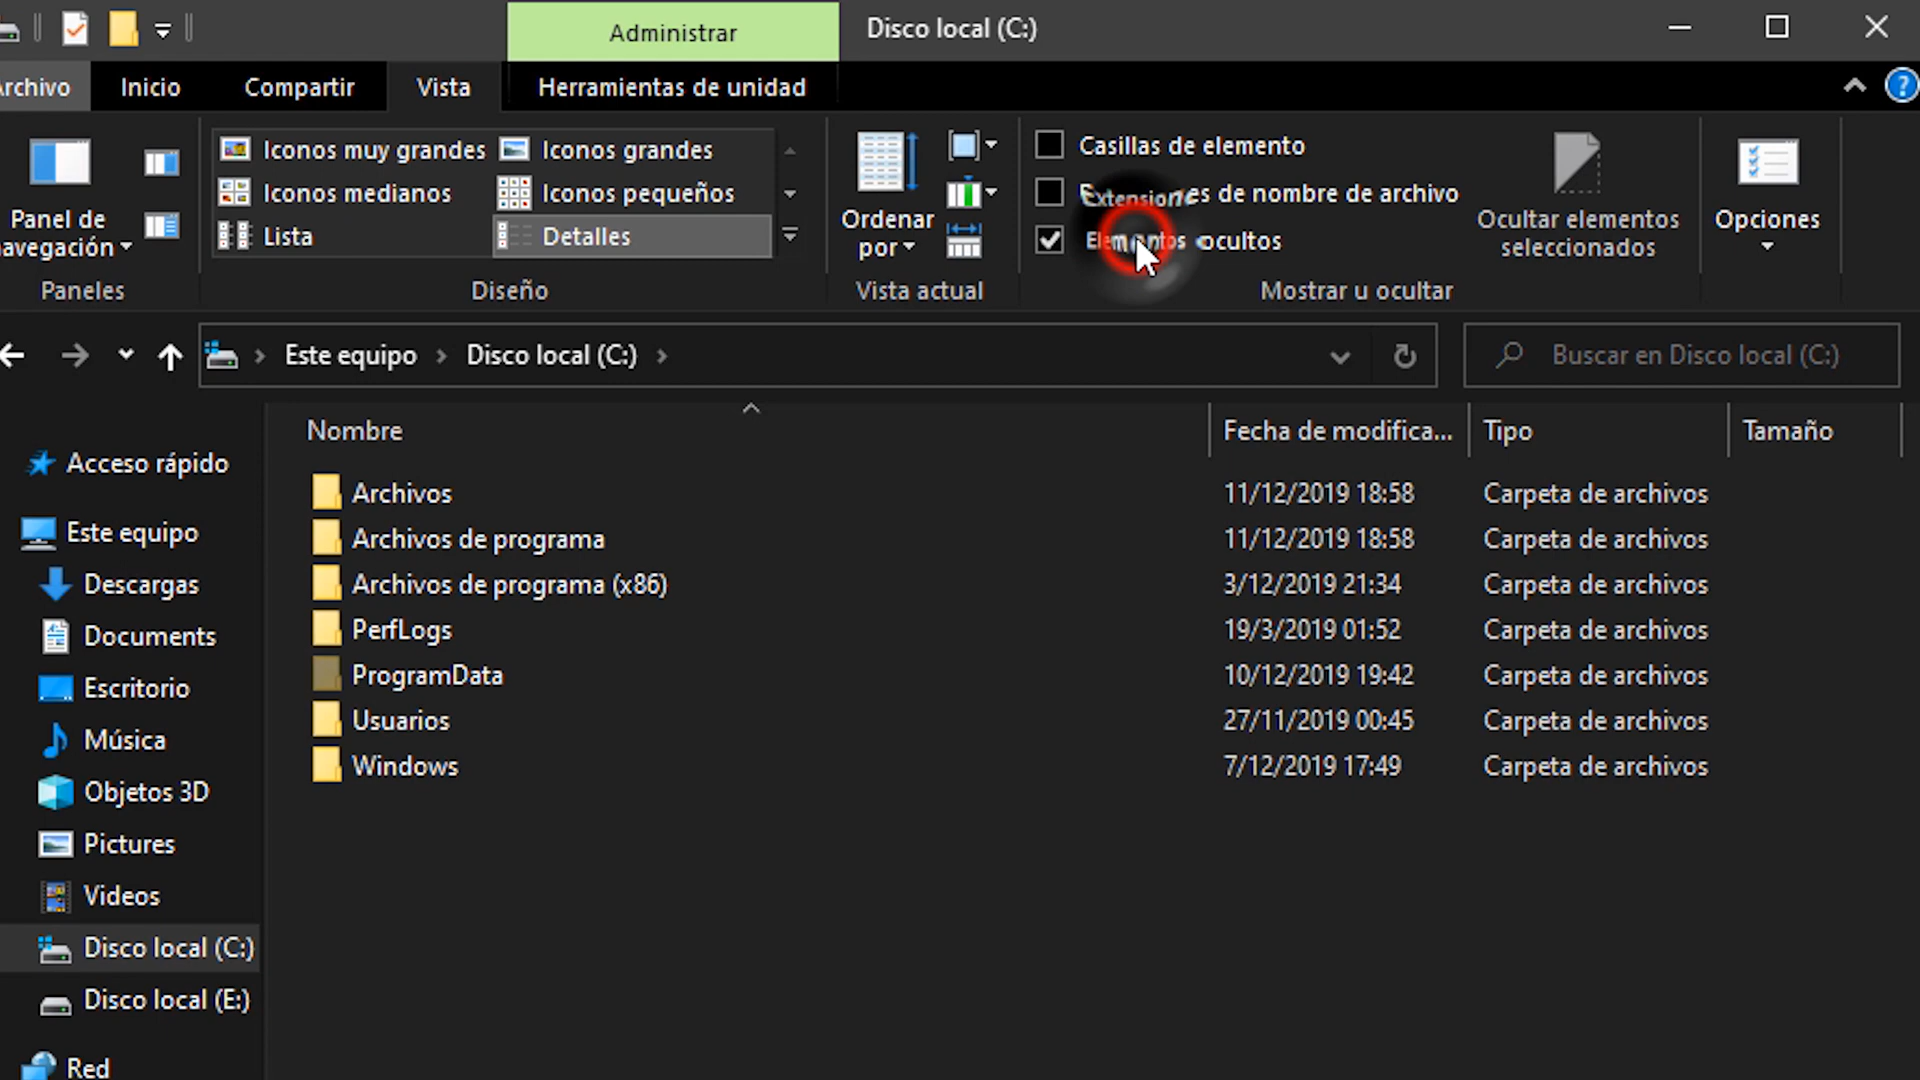 Administrar
Disco local (C:)
Archivo
Inicio
Compartir
Vista
Herramientas de unidad
?
Panel de navegación
Iconos muy grandes
Iconos grandes
Iconos medianos
Iconos pequeños
Lista
Detalles
Ordenar por
Casillas de elemento
Extensiones de nombre de archivo
Elementos ocultos
Ocultar elementos seleccionados
Opciones
Paneles
Diseño
Vista actual
Mostrar u ocultar
Este equipo
Disco local (C:)
Buscar en Disco local (C:)
Nombre
Fecha de modifica...
Tipo
Tamaño
Acceso rápido
Este equipo
Descargas
Documents
Escritorio
Música
Objetos 3D
Pictures
Videos
Disco local (C:)
Disco local (E:)
Red
Archivos 11/12/2019 18:58 Carpeta de archivos
Archivos de programa 11/12/2019 18:58 Carpeta de archivos
Archivos de programa (x86) 3/12/2019 21:34 Carpeta de archivos
PerfLogs 19/3/2019 01:52 Carpeta de archivos
ProgramData 10/12/2019 19:42 Carpeta de archivos
Usuarios 27/11/2019 00:45 Carpeta de archivos
Windows 7/12/2019 17:49 Carpeta de archivos